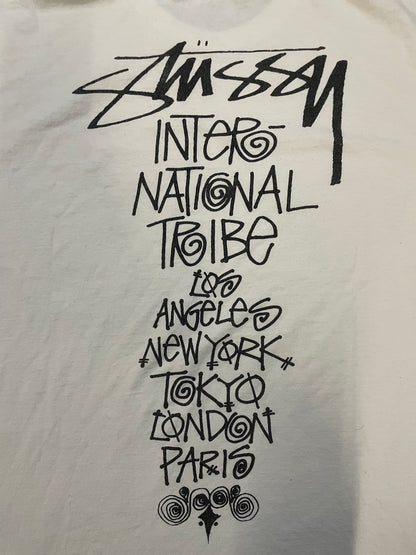 STÜSSY
INTER-
NATIONAL
TRIBE
LOS
ANGELES
NEW YORK
TOKYO
LONDON
PARIS